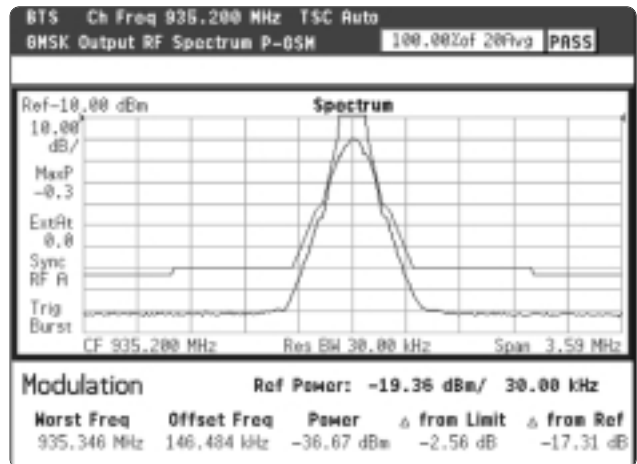 BTS Ch Freq 935.200 MHz TSC Auto
GMSK Output RF Spectrum P-GSM 100.00%of 20Avg PASS
Ref-10.00 dBm Spectrum
10.00
dB/
MaxP
-0.3
ExtAt
0.0
Sync
RF A
Trig
Burst
CF 935.200 MHz Res BW 30.00 kHz Span 3.59 MHz
Modulation Ref Power: -19.36 dBm/ 30.00 kHz
Worst Freq Offset Freq Power △ from Limit △ from Ref
935.346 MHz 146.484 kHz -36.67 dBm -2.56 dB -17.31 dB